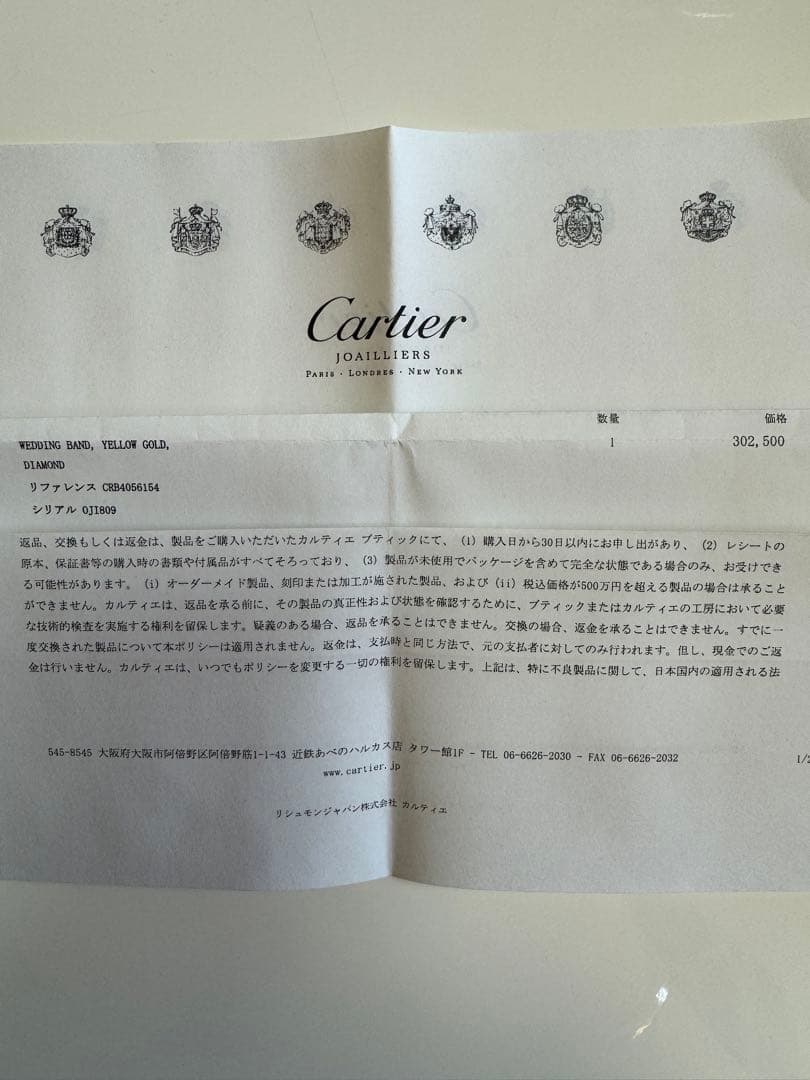 Cartier
JOAILLIERS
PARIS · LONDRES · NEW YORK
数量 価格
WEDDING BAND, YELLOW GOLD, 1 302,500
DIAMOND
リファレンス CRB4056154
シリアル OJI809
返品、交換もしくは返金は、製品をご購入いただいたカルティエ ブティックにて、(1) 購入日から30日以内にお申し出があり、(2) レシートの
原本、保証書等の購入時の書類や付属品がすべてそろっており、(3) 製品が未使用でパッケージを含めて完全な状態である場合のみ、お受けでき
る可能性があります。(i) オーダーメイド製品、刻印または加工が施された製品、および(ii) 税込価格が500万円を超える製品の場合は承ること
ができません。カルティエは、返品を承る前に、その製品の真正性および状態を確認するために、ブティックまたはカルティエの工房において必要
な技術的検査を実施する権利を留保します。疑義のある場合、返品を承ることはできません。交換の場合、返金を承ることはできません。すでに一
度交換された製品について本ポリシーは適用されません。返金は、支払時と同じ方法で、元の支払者に対してのみ行われます。但し、現金でのご返
金は行いません。カルティエは、いつでもポリシーを変更する一切の権利を留保します。上記は、特に不良製品に関して、日本国内の適用される法
545-8545 大阪府大阪市阿倍野区阿倍野筋1-1-43 近鉄あべのハルカス店 タワー館1F - TEL 06-6626-2030 - FAX 06-6626-2032 1/2
www.cartier.jp
リシュモンジャパン株式会社 カルティエ